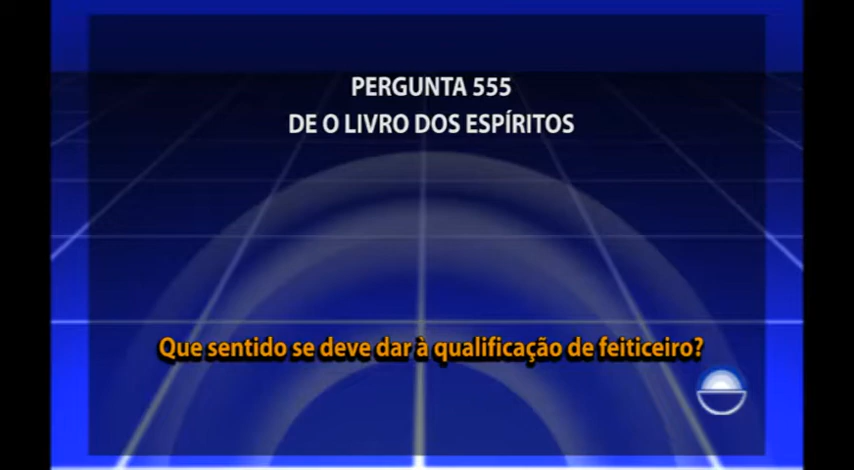 PERGUNTA 555
DE O LIVRO DOS ESPÍRITOS
Que sentido se deve dar à qualificação de feiticeiro?